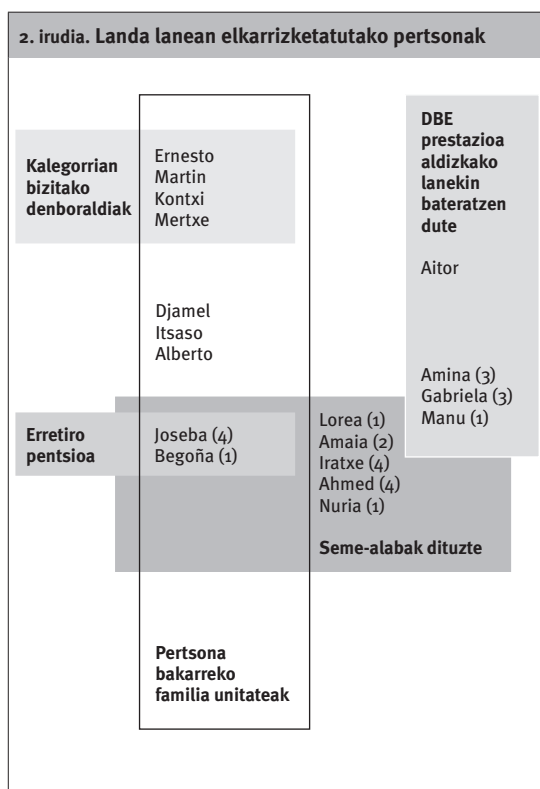 2. irudia. Landa lanean elkarrizketatutako pertsonak
DBE
prestazioa
aldizkako
lanekin
bateratzen
dute
Kalegorrian
bizitako
denboraldiak
Ernesto
Martin
Kontxi
Mertxe
Aitor
Djamel
Itsaso
Alberto
Amina (3)
Gabriela (3)
Manu (1)
Erretiro
pentsioa
Joseba (4)
Begoña (1)
Lorea (1)
Amaia (2)
Iratxe (4)
Ahmed (4)
Nuria (1)
Seme-alabak dituzte
Pertsona
bakarreko
familia unitateak